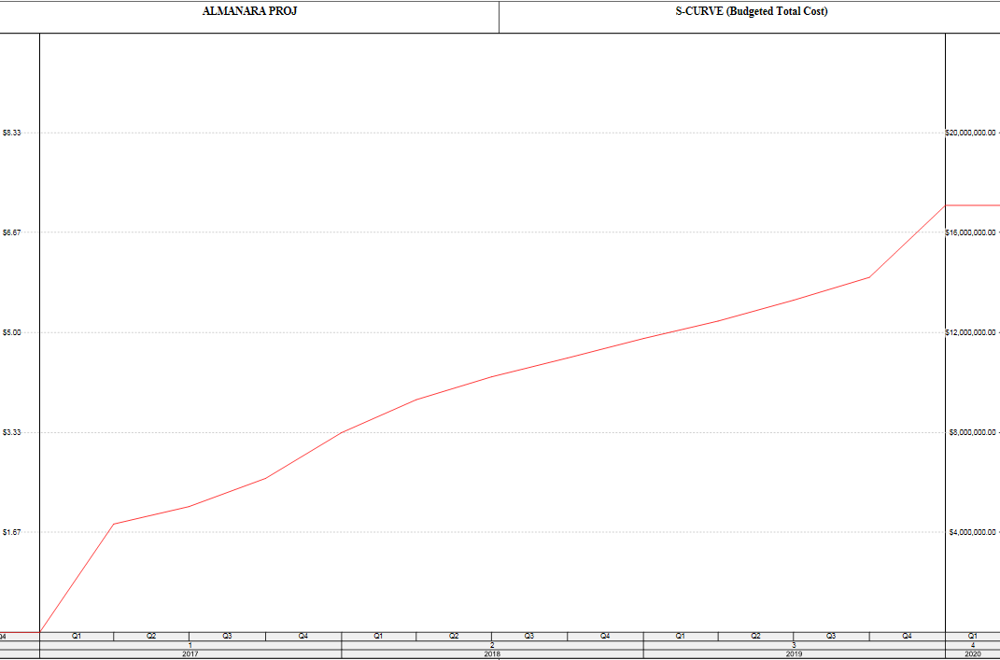 ALMANARA PROJ
S-CURVE (Budgeted Total Cost)
$8.33
$20,000,000.00
$6.67
$16,000,000.00
$5.00
$12,000,000.00
$3.33
$8,000,000.00
$1.67
$4,000,000.00
Q4 Q1 Q2 Q3 Q4 Q1 Q2 Q3 Q4 Q1 Q2 Q3 Q4 Q1
1 2 3 4
2017 2018 2019 2020